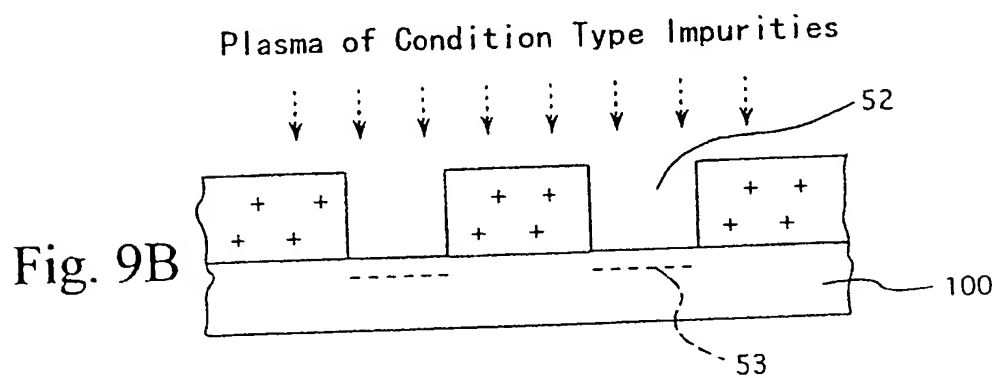 Plasma of Condition Type Impurities
52
+ + + + + +
+ + + + + +
Fig. 9B
100
53